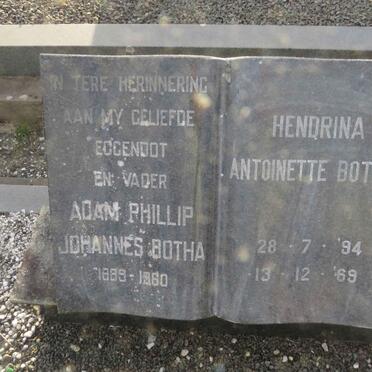 IN TERE HERINNERING
AAN MY GELIEFDE
EGGENOOT
EN VADER
ADAM PHILLIP
JOHANNES BOTHA
1889-1960
HENDRINA
ANTOINETTE BOT
28 - 7 - 94
13 - 12 - 69